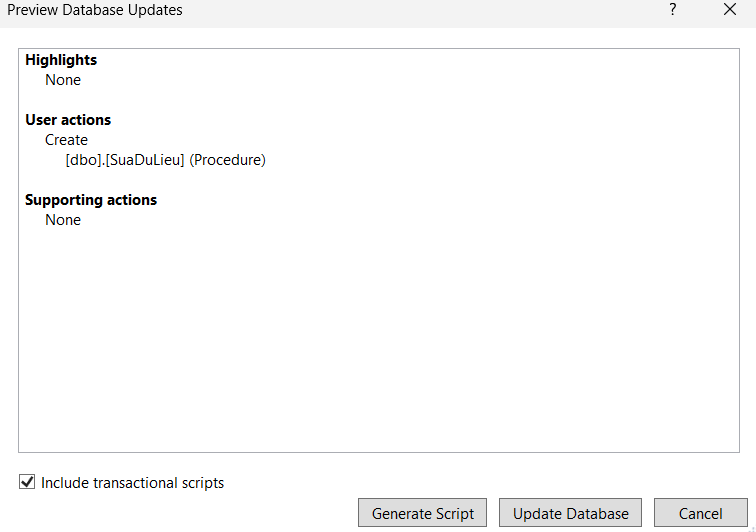 Preview Database Updates
?
Highlights
None
User actions
Create
[dbo].[SuaDuLieu] (Procedure)
Supporting actions
None
Include transactional scripts
Generate Script Update Database Cancel